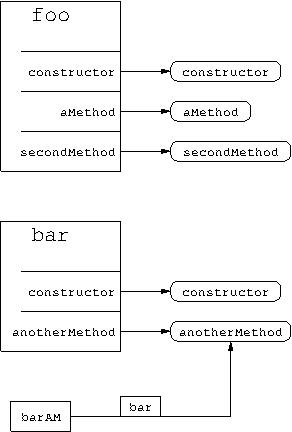 foo
constructor constructor
aMethod aMethod
secondMethod secondMethod
bar
constructor constructor
anotherMethod anotherMethod
bar
barAM